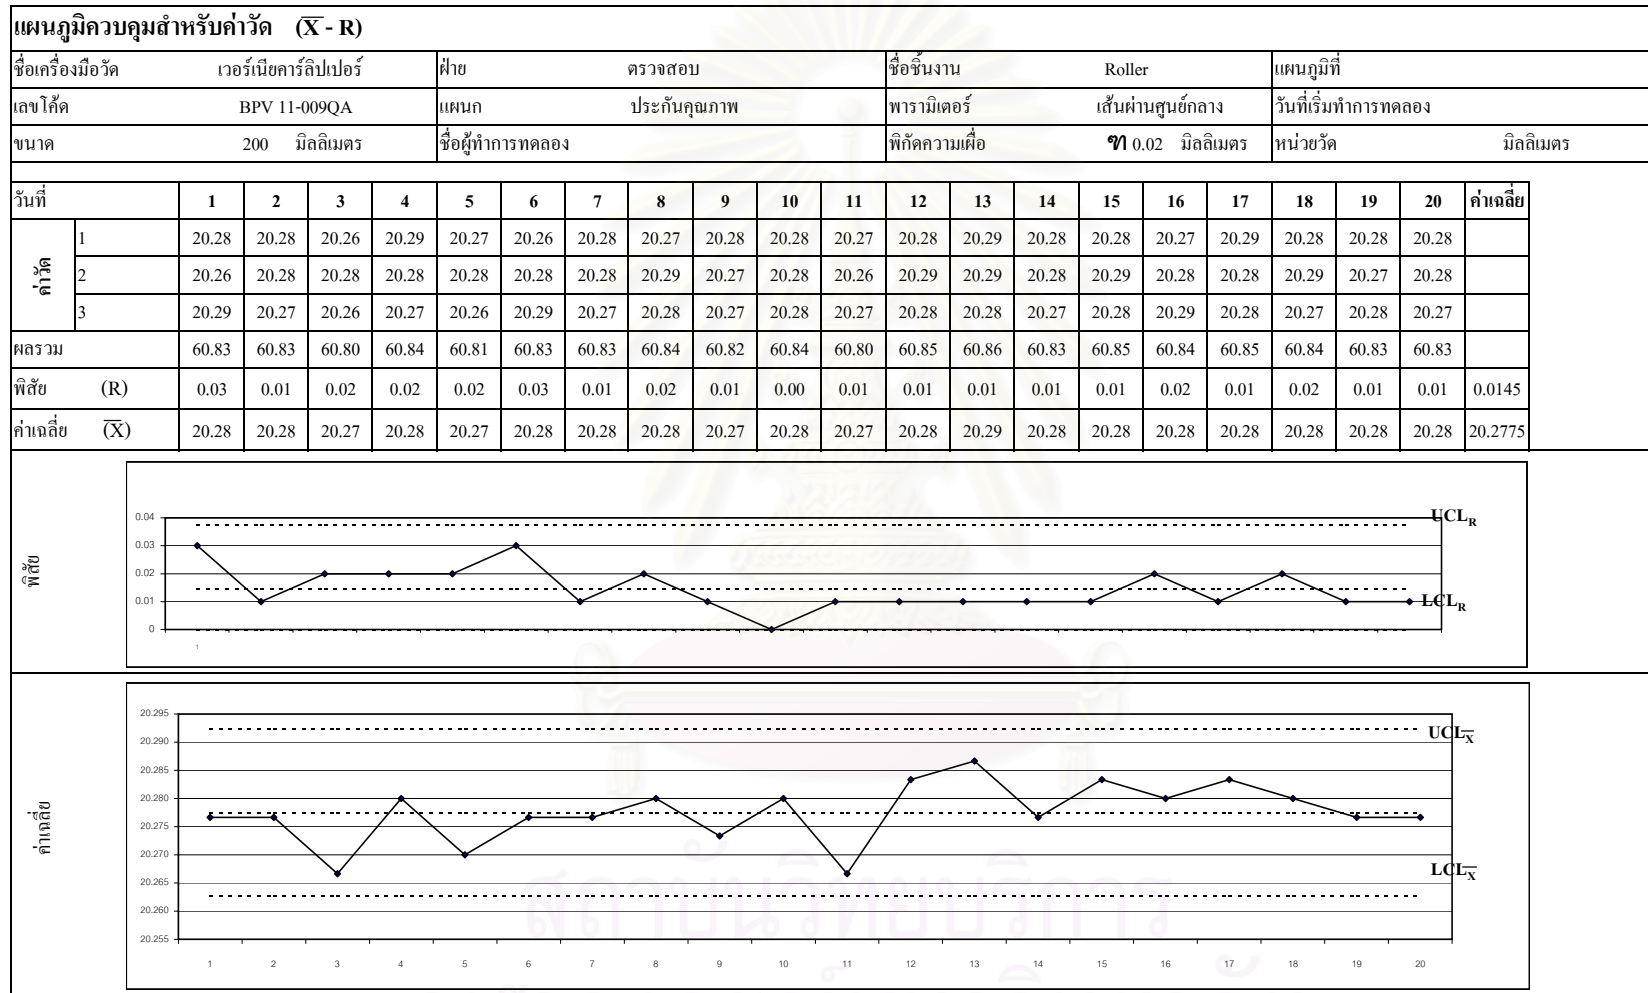 แผนภูมิควบคุมสำหรับค่าวัด (X̅ - R)
ชื่อเครื่องมือวัด เวอร์เนียคาร์ลิปเปอร์ ฝ่าย ตรวจสอบ ชื่อชิ้นงาน Roller แผนภูมิที่
เลขโค้ด BPV 11-009QA แผนก ประกันคุณภาพ พารามิเตอร์ เส้นผ่านศูนย์กลาง วันที่เริ่มทำการทดลอง
ขนาด 200 มิลลิเมตร ชื่อผู้ทำการทดลอง พิกัดความเผื่อ ฑ 0.02 มิลลิเมตร หน่วยวัด มิลลิเมตร
วันที่ 1 2 3 4 5 6 7 8 9 10 11 12 13 14 15 16 17 18 19 20 ค่าเฉลี่ย
ค่าวัด
1 20.28 20.28 20.26 20.29 20.27 20.26 20.28 20.27 20.28 20.28 20.27 20.28 20.29 20.28 20.28 20.27 20.29 20.28 20.28 20.28
2 20.26 20.28 20.28 20.28 20.28 20.28 20.28 20.29 20.27 20.28 20.26 20.29 20.29 20.28 20.29 20.28 20.28 20.29 20.27 20.28
3 20.29 20.27 20.26 20.27 20.26 20.29 20.27 20.28 20.27 20.28 20.27 20.28 20.28 20.27 20.28 20.29 20.28 20.27 20.28 20.27
ผลรวม 60.83 60.83 60.80 60.84 60.81 60.83 60.83 60.84 60.82 60.84 60.80 60.85 60.86 60.83 60.85 60.84 60.85 60.84 60.83 60.83
พิสัย (R) 0.03 0.01 0.02 0.02 0.02 0.03 0.01 0.02 0.01 0.00 0.01 0.01 0.01 0.01 0.01 0.02 0.01 0.02 0.01 0.01 0.0145
ค่าเฉลี่ย (X̅) 20.28 20.28 20.27 20.28 20.27 20.28 20.28 20.28 20.27 20.28 20.27 20.28 20.29 20.28 20.28 20.28 20.28 20.28 20.28 20.28 20.2775
พิสัย
0.04
UCL_R
0.03
0.02
0.01
LCL_R
0
1
ค่าเฉลี่ย
20.295
20.290
UCL_X̅
20.285
20.280
20.275
20.270
LCL_X̅
20.265
20.260
20.255
1 2 3 4 5 6 7 8 9 10 11 12 13 14 15 16 17 18 19 20
สถาบันวิทยบริการ